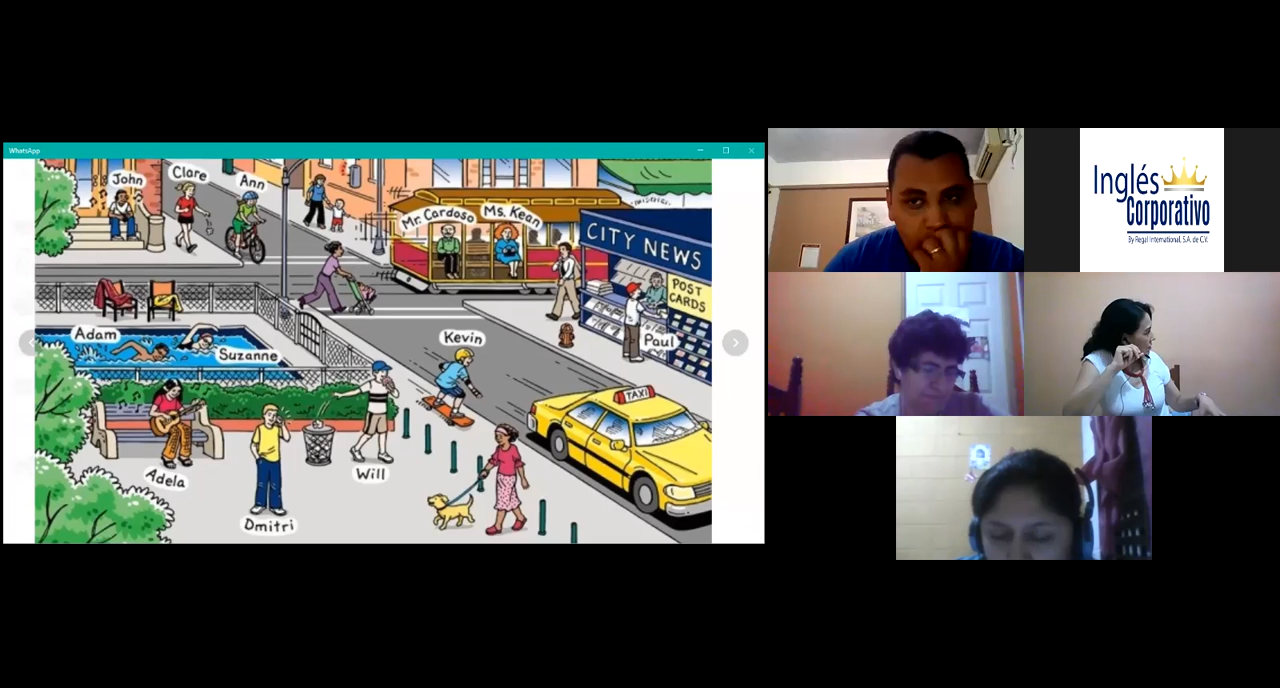 WhatsApp
John
Clare
Ann
Mr. Cardoso
Ms. Kean
CITY NEWS
POST
CARDS
Adam
Suzanne
Kevin
Paul
TAXI
Adela
Will
Dmitri
Inglés
Corporativo
By Regal International, S.A. de C.V.